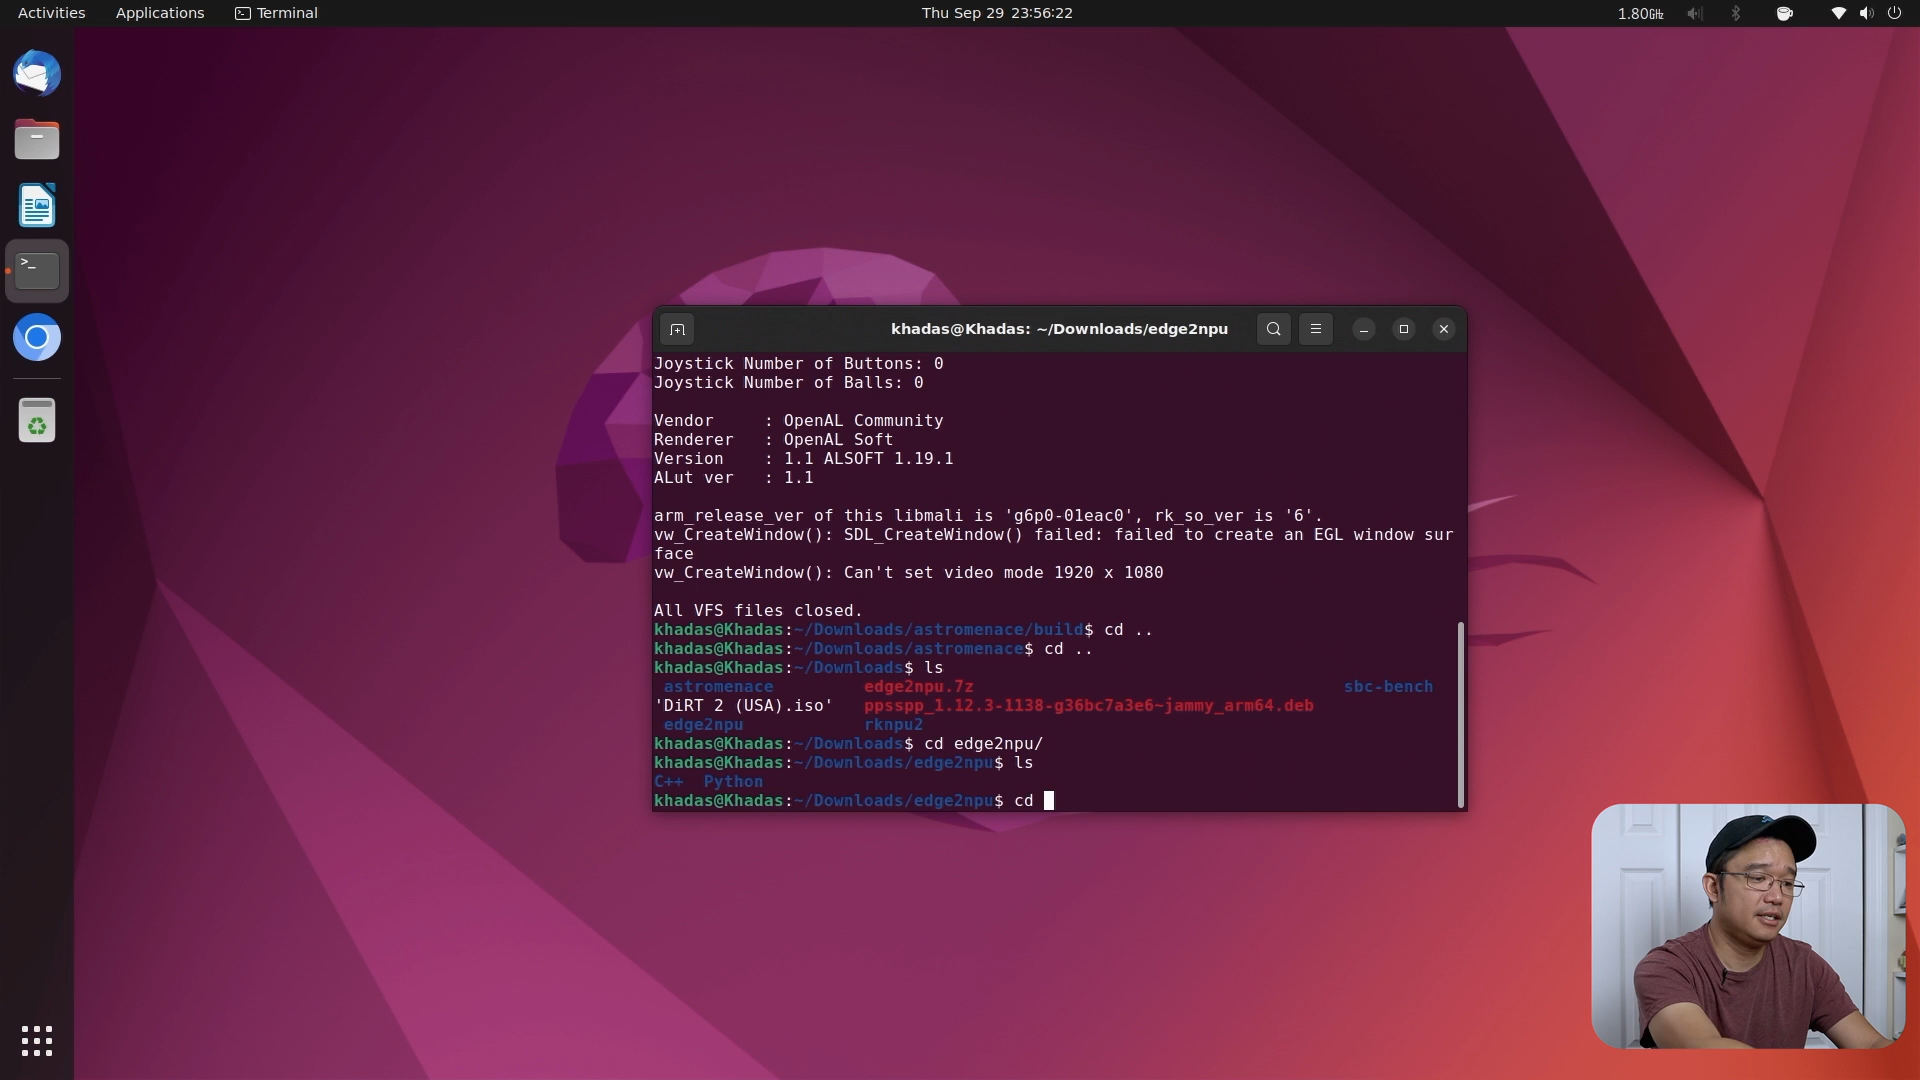 Activities
Applications
Terminal
Thu Sep 29 23:56:22
1.80GHz
khadas@Khadas: ~/Downloads/edge2npu
Joystick Number of Buttons: 0
Joystick Number of Balls: 0
Vendor     : OpenAL Community
Renderer   : OpenAL Soft
Version    : 1.1 ALSOFT 1.19.1
ALut ver   : 1.1
arm_release_ver of this libmali is 'g6p0-01eac0', rk_so_ver is '6'.
vw_CreateWindow(): SDL_CreateWindow() failed: failed to create an EGL window sur
face
vw_CreateWindow(): Can't set video mode 1920 x 1080
All VFS files closed.
khadas@Khadas:~/Downloads/astromenace/build$ cd ..
khadas@Khadas:~/Downloads/astromenace$ cd ..
khadas@Khadas:~/Downloads$ ls
astromenace         edge2npu.7z                                     sbc-bench
'DiRT 2 (USA).iso'   ppsspp_1.12.3-1138-g36bc7a3e6~jammy_arm64.deb
edge2npu            rknpu2
khadas@Khadas:~/Downloads$ cd edge2npu/
khadas@Khadas:~/Downloads/edge2npu$ ls
C++  Python
khadas@Khadas:~/Downloads/edge2npu$ cd